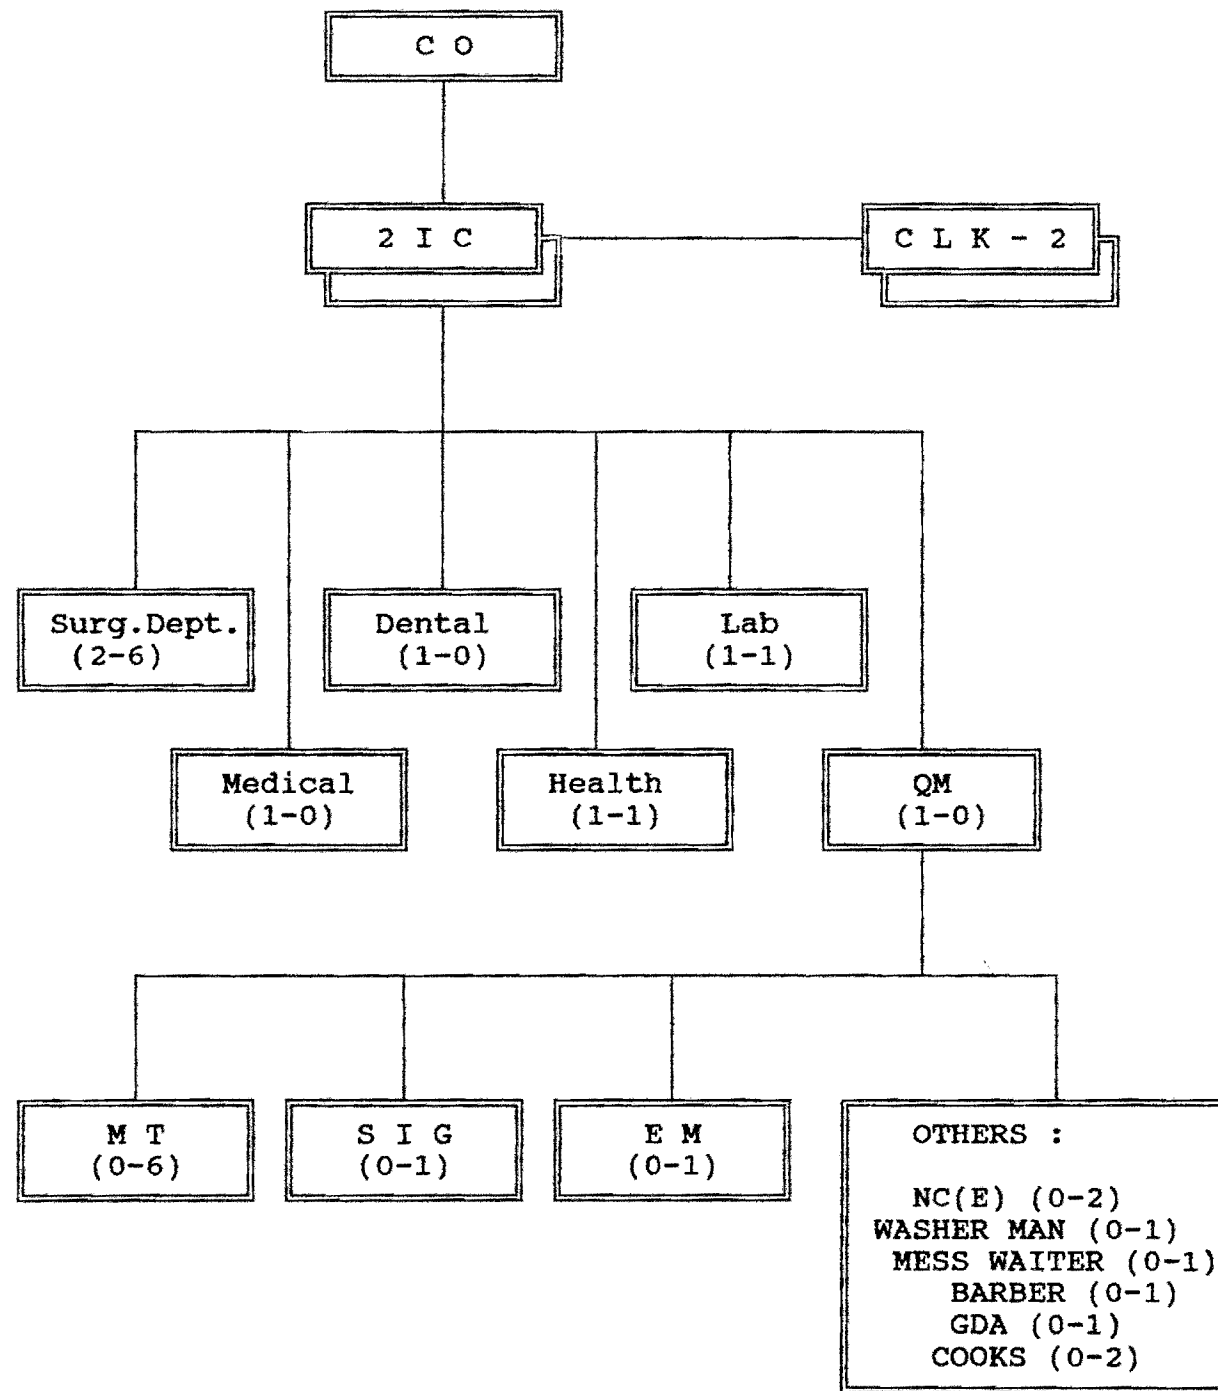 C O
2 I C
C L K - 2
Surg.Dept.
(2-6)
Dental
(1-0)
Lab
(1-1)
Medical
(1-0)
Health
(1-1)
QM
(1-0)
M T
(0-6)
S I G
(0-1)
E M
(0-1)
OTHERS :
NC(E) (0-2)
WASHER MAN (0-1)
MESS WAITER (0-1)
BARBER (0-1)
GDA (0-1)
COOKS (0-2)